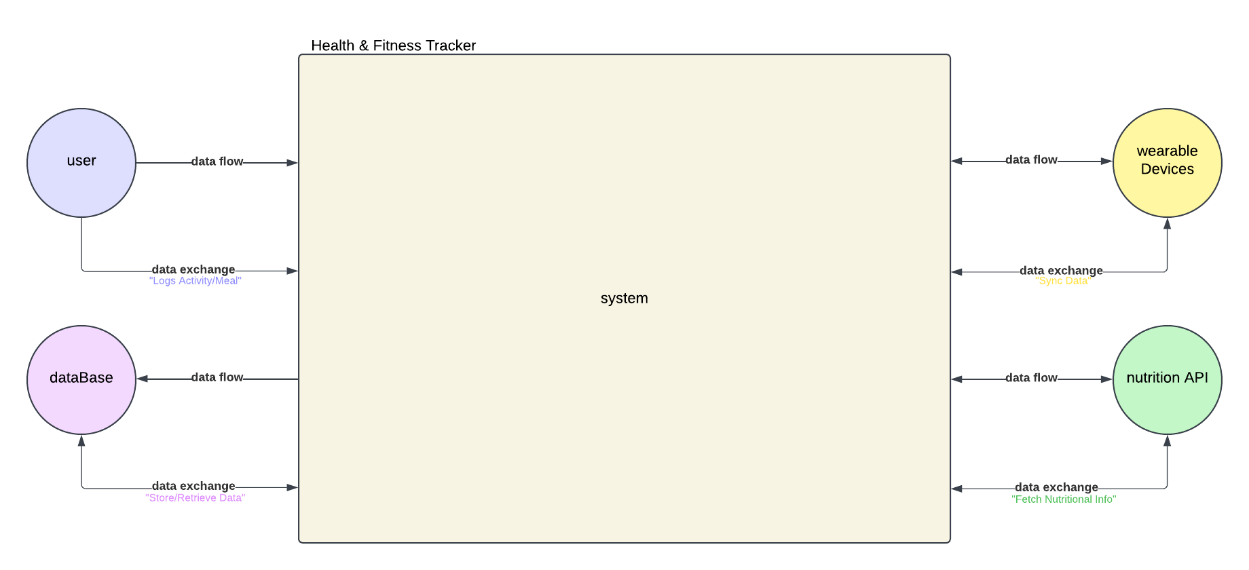 Health & Fitness Tracker
user
data flow
data exchange
"Logs Activity/Meal"
dataBase
data flow
data exchange
"Store/Retrieve Data"
system
data flow
wearable
Devices
data exchange
"Sync Data"
data flow
nutrition API
data exchange
"Fetch Nutritional Info"